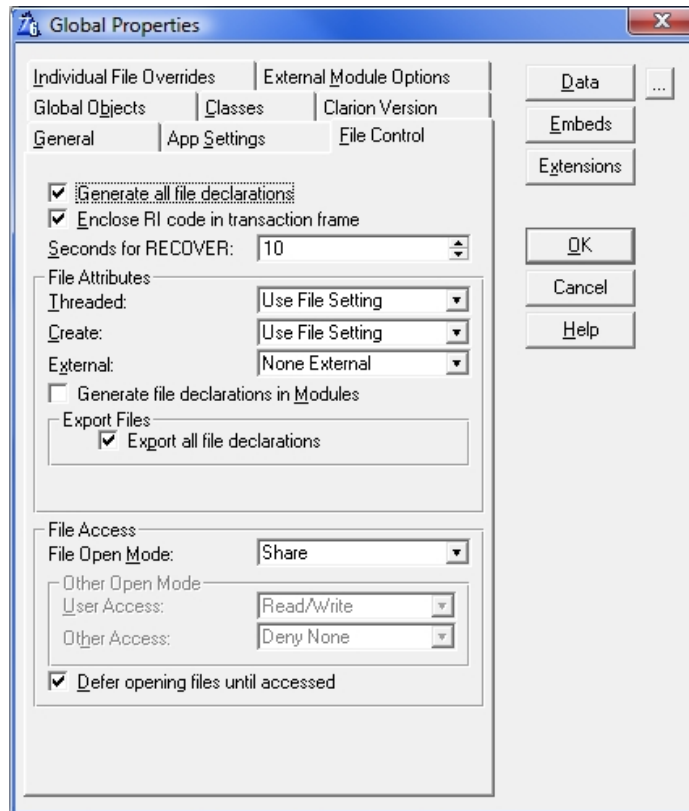 Global Properties
Individual File Overrides External Module Options
Global Objects Classes Clarion Version
General App Settings File Control
Generate all file declarations
Enclose RI code in transaction frame
Seconds for RECOVER: 10
File Attributes
Threaded: Use File Setting
Create: Use File Setting
External: None External
Generate file declarations in Modules
Export Files
Export all file declarations
File Access
File Open Mode: Share
Other Open Mode
User Access: Read/Write
Other Access: Deny None
Defer opening files until accessed
Data ...
Embeds
Extensions
OK
Cancel
Help